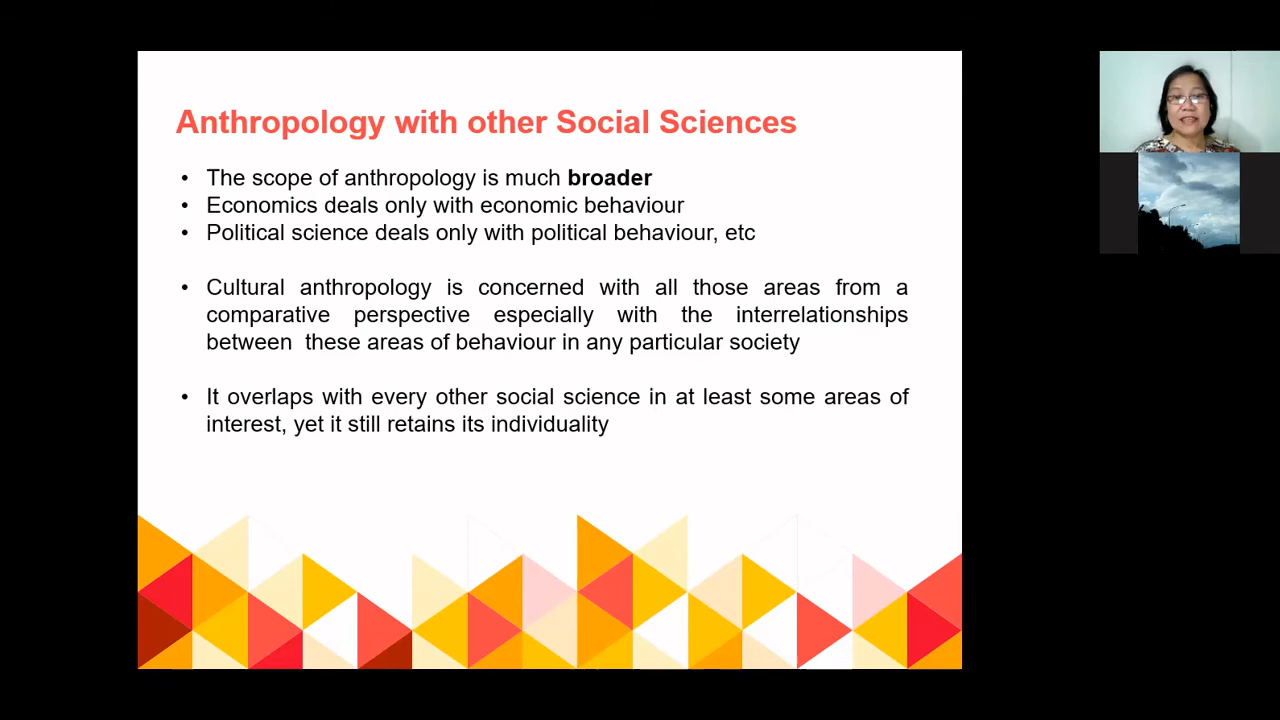 Anthropology with other Social Sciences
• The scope of anthropology is much broader
• Economics deals only with economic behaviour
• Political science deals only with political behaviour, etc
• Cultural anthropology is concerned with all those areas from a
comparative perspective especially with the interrelationships
between these areas of behaviour in any particular society
• It overlaps with every other social science in at least some areas of
interest, yet it still retains its individuality